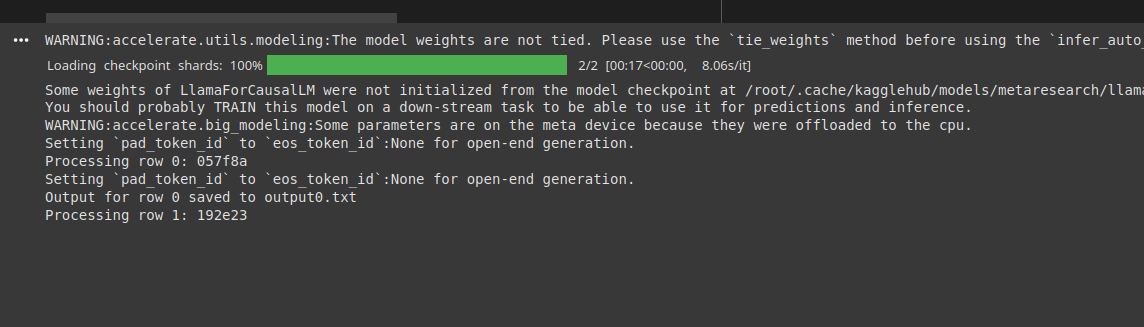 WARNING:accelerate.utils.modeling:The model weights are not tied. Please use the `tie_weights` method before using the `infer_auto_
Loading checkpoint shards: 100% 2/2 [00:17<00:00, 8.06s/it]
Some weights of LlamaForCausalLM were not initialized from the model checkpoint at /root/.cache/kagglehub/models/metaresearch/llama
You should probably TRAIN this model on a down-stream task to be able to use it for predictions and inference.
WARNING:accelerate.big_modeling:Some parameters are on the meta device because they were offloaded to the cpu.
Setting `pad_token_id` to `eos_token_id`:None for open-end generation.
Processing row 0: 057f8a
Setting `pad_token_id` to `eos_token_id`:None for open-end generation.
Output for row 0 saved to output0.txt
Processing row 1: 192e23